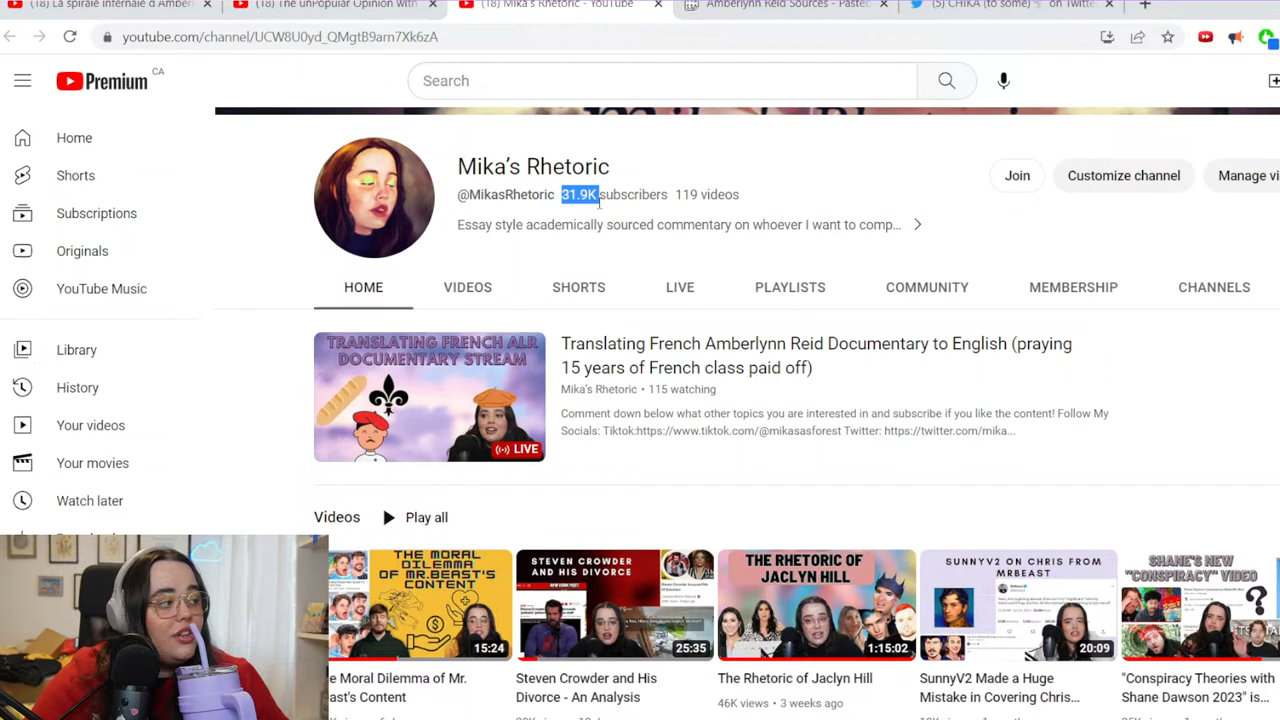 (18) La spirale infernale d'Amber
(18) The unPopular Opinion with
(18) Mika's Rhetoric - YouTube
Amberlynn Reid Sources - Pasteb
(5) CHIKA (to some) on Twitte
youtube.com/channel/UCW8U0yd_QMgtB9arn7Xk6zA
Premium CA
Search
Home
Shorts
Subscriptions
Originals
YouTube Music
Library
History
Your videos
Your movies
Watch later
Mika's Rhetoric
@MikasRhetoric 31.9K subscribers 119 videos
Essay style academically sourced commentary on whoever I want to comp...
Join
Customize channel
Manage vi
HOME VIDEOS SHORTS LIVE PLAYLISTS COMMUNITY MEMBERSHIP CHANNELS
TRANSLATING FRENCH ALR
DOCUMENTARY STREAM
LIVE
Translating French Amberlynn Reid Documentary to English (praying
15 years of French class paid off)
Mika's Rhetoric • 115 watching
Comment down below what other topics you are interested in and subscribe if you like the content! Follow My
Socials: Tiktok:https://www.tiktok.com/@mikasasforest Twitter: https://twitter.com/mika...
Videos
Play all
THE MORAL
DILEMMA
OF MR.BEAST'S
CONTENT
15:24
e Moral Dilemma of Mr.
ast's Content
STEVEN CROWDER
AND HIS DIVORCE
NEW YORK POST
25:35
Steven Crowder and His
Divorce - An Analysis
THE RHETORIC OF
JACLYN HILL
1:15:02
The Rhetoric of Jaclyn Hill
46K views • 3 weeks ago
SUNNYV2 ON CHRIS FROM
MRBEAST
20:09
SunnyV2 Made a Huge
Mistake in Covering Chris...
SHANE'S NEW
"CONSPIRACY" VIDEO
"Conspiracy Theories with
Shane Dawson 2023" is...